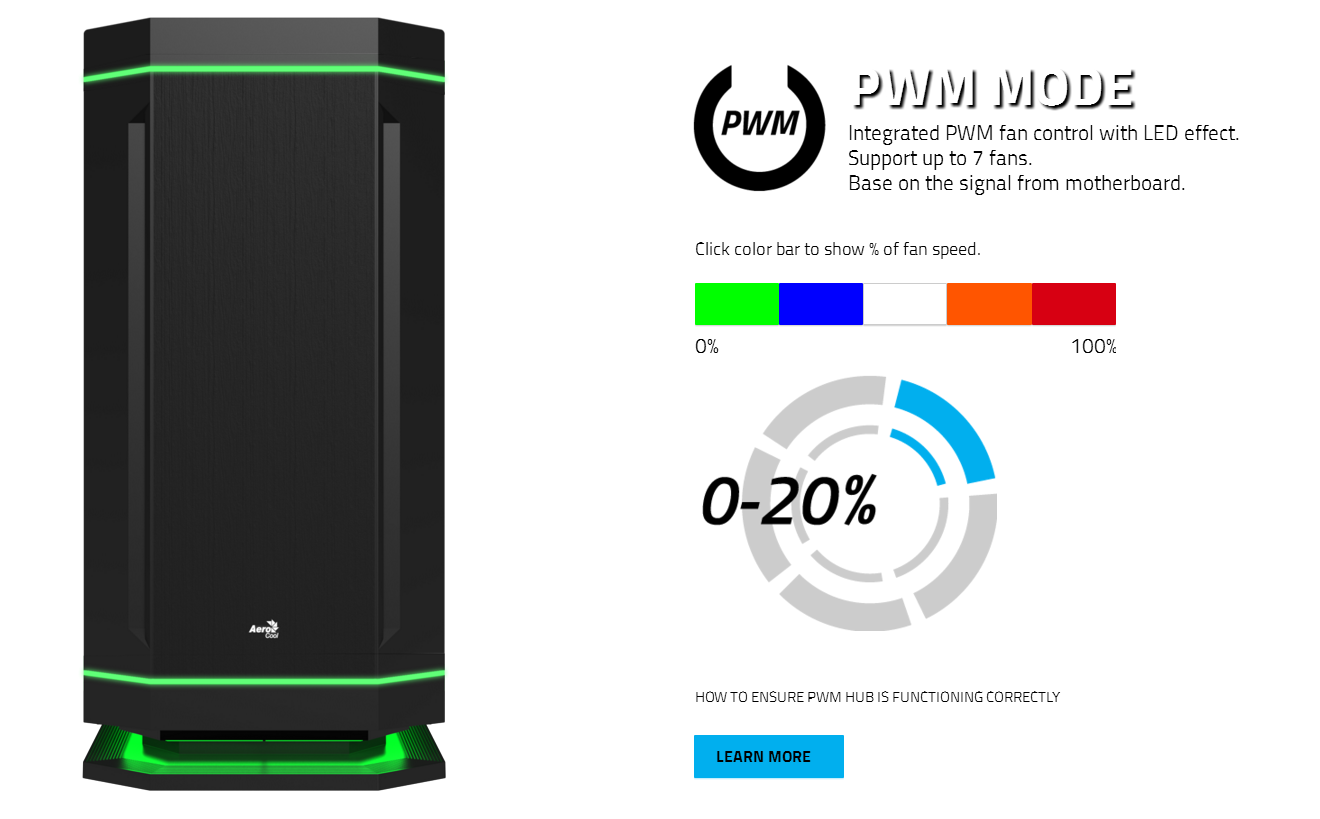 PWM
PWM MODE
Integrated PWM fan control with LED effect.
Support up to 7 fans.
Base on the signal from motherboard.
Click color bar to show % of fan speed.
0%
100%
0-20%
Aero
Cool
HOW TO ENSURE PWM HUB IS FUNCTIONING CORRECTLY
LEARN MORE